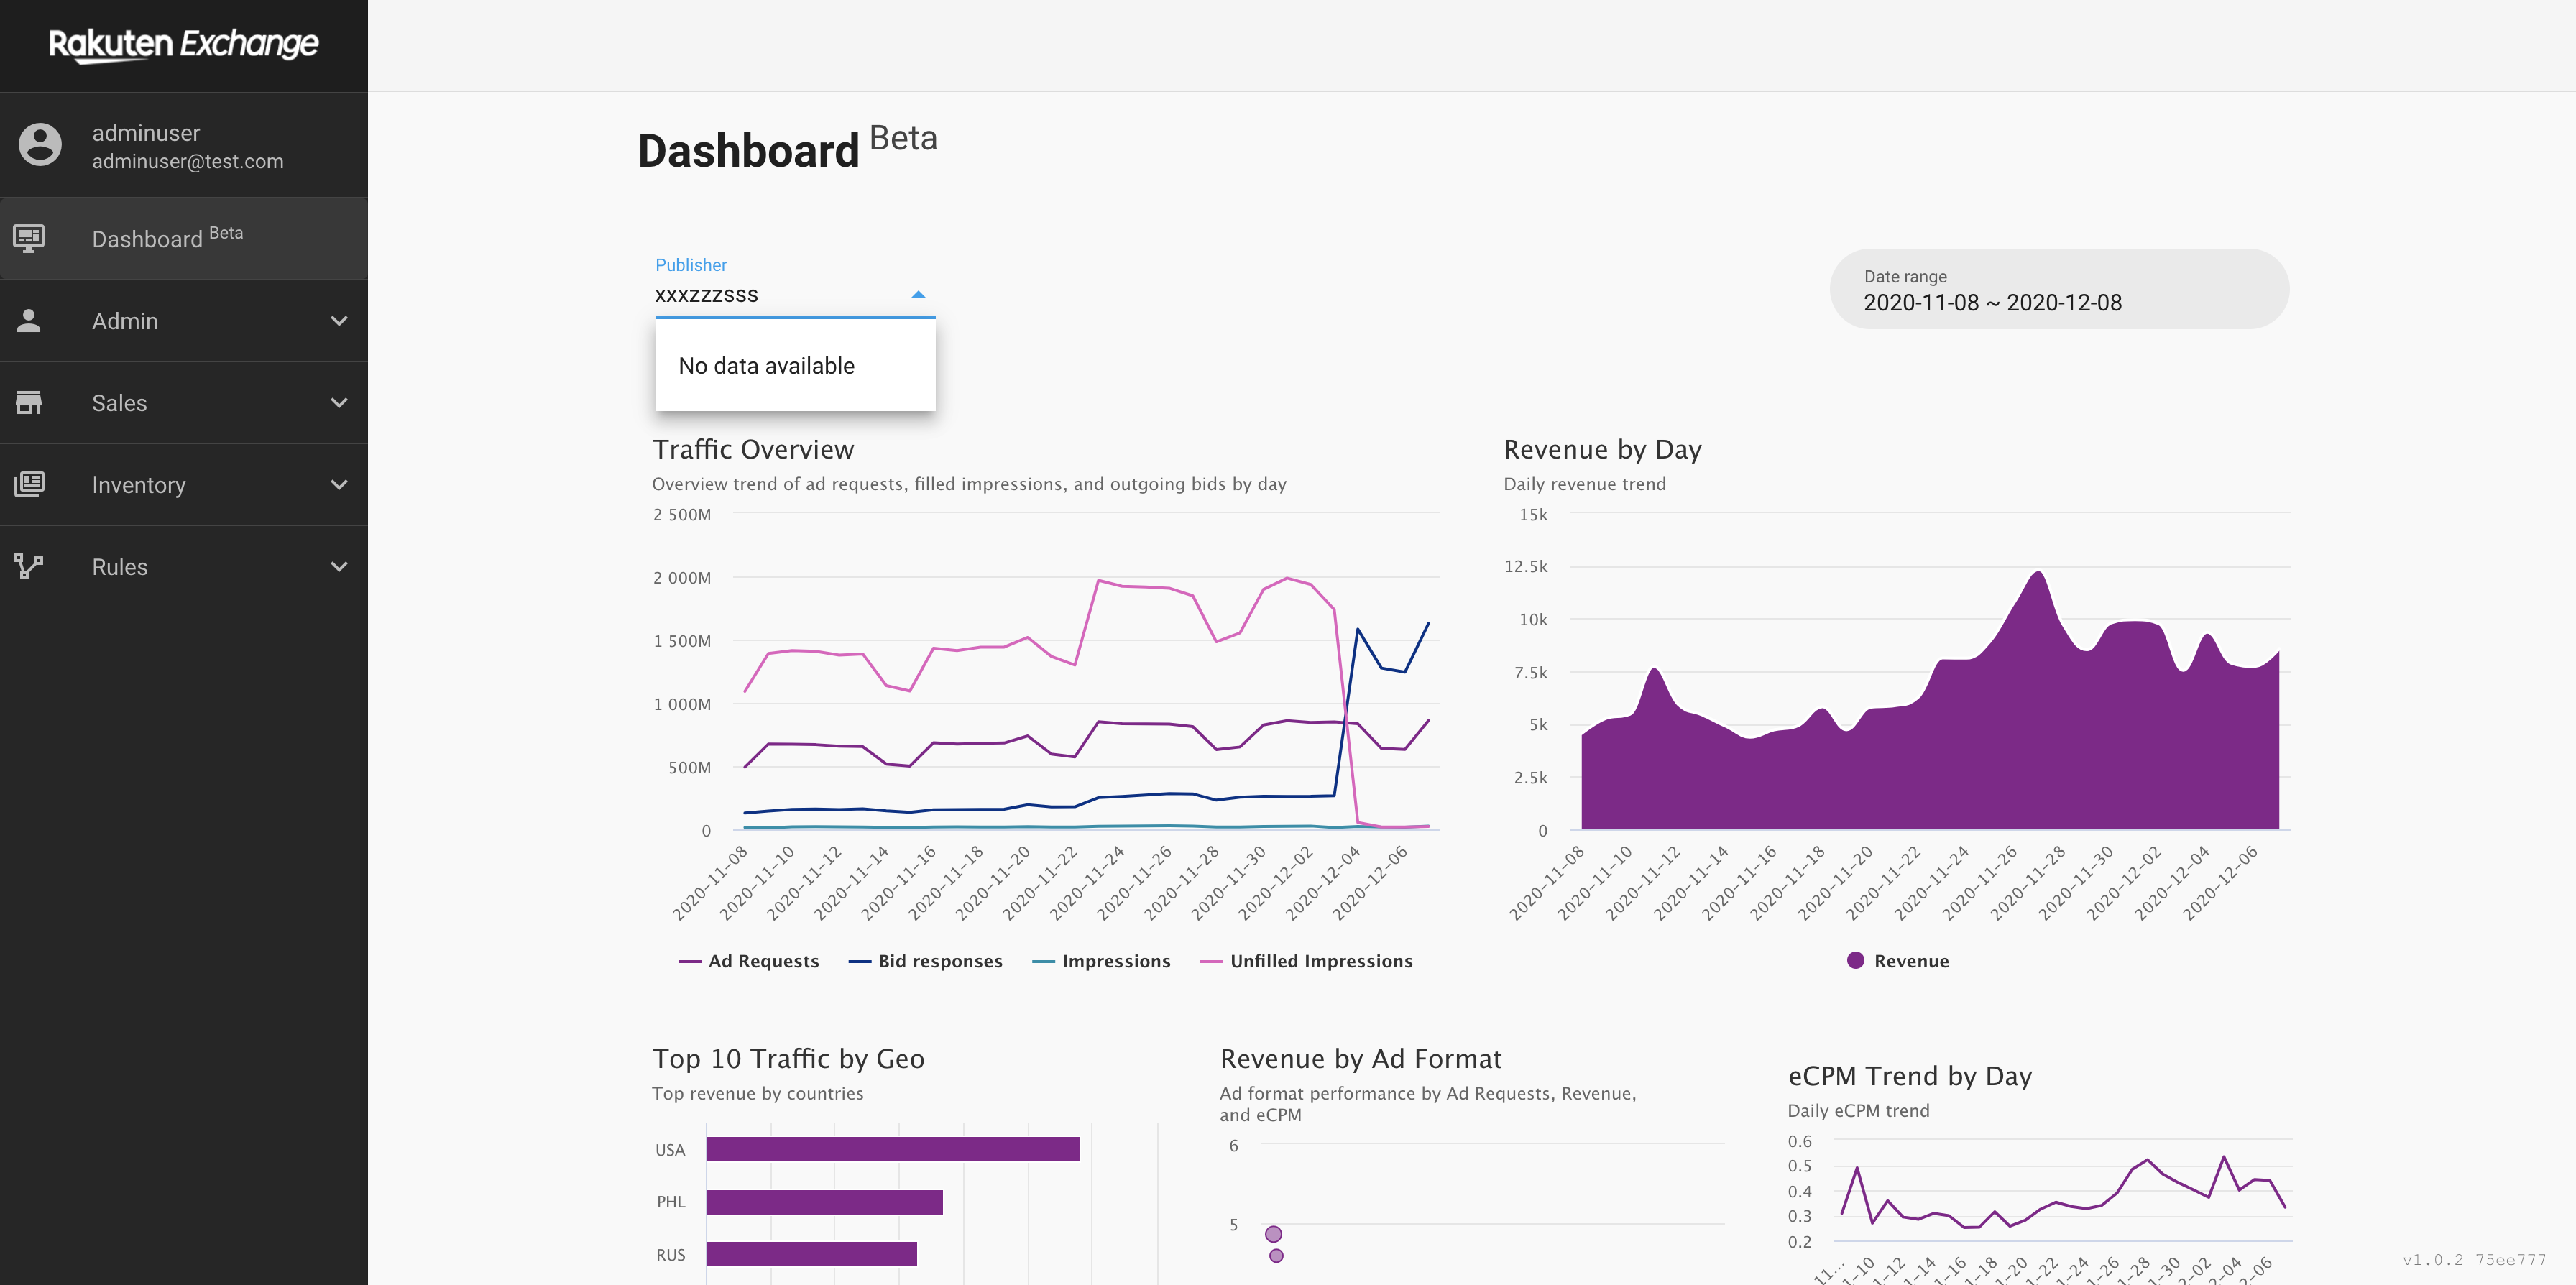 Rakuten Exchange
adminuser
adminuser@test.com
Dashboard Beta
Admin
Sales
Inventory
Rules
Dashboard Beta
Publisher
xxxzzzsss
No data available
Date range
2020-11-08 ~ 2020-12-08
Traffic Overview
Overview trend of ad requests, filled impressions, and outgoing bids by day
2 500M
2 000M
1 500M
1 000M
500M
0
2020-11-08
2020-11-10
2020-11-12
2020-11-14
2020-11-16
2020-11-18
2020-11-20
2020-11-22
2020-11-24
2020-11-26
2020-11-28
2020-11-30
2020-12-02
2020-12-04
2020-12-06
Ad Requests Bid responses Impressions Unfilled Impressions
Revenue by Day
Daily revenue trend
15k
12.5k
10k
7.5k
5k
2.5k
0
2020-11-08
2020-11-10
2020-11-12
2020-11-14
2020-11-16
2020-11-18
2020-11-20
2020-11-22
2020-11-24
2020-11-26
2020-11-28
2020-11-30
2020-12-02
2020-12-04
2020-12-06
Revenue
Top 10 Traffic by Geo
Top revenue by countries
USA
PHL
RUS
Revenue by Ad Format
Ad format performance by Ad Requests, Revenue,
and eCPM
6
5
eCPM Trend by Day
Daily eCPM trend
0.6
0.5
0.4
0.3
0.2
11...
1-10
1-12
1-14
1-16
1-18
1-20
1-22
1-24
1-26
1-28
1-30
2-02
2-04
2-06
v1.0.2 75ee777